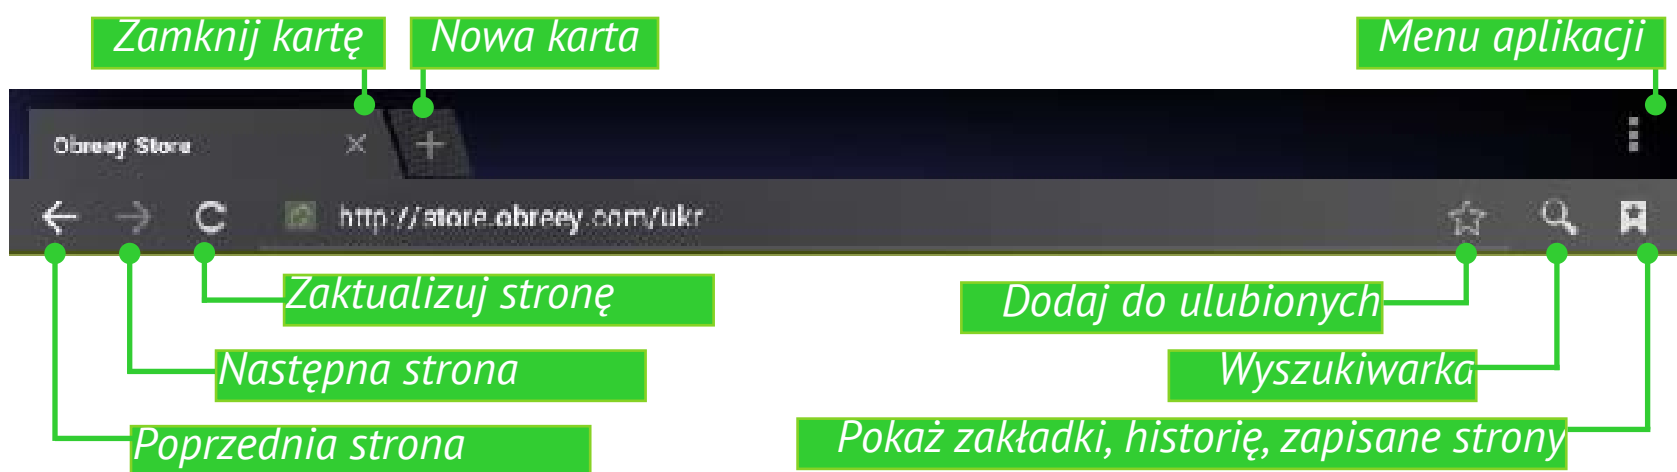 Zamknij kartę
Nowa karta
Menu aplikacji
Obreey Store
http://store.obreey.com/ukr
Zaktualizuj stronę
Dodaj do ulubionych
Następna strona
Wyszukiwarka
Poprzednia strona
Pokaż zakładki, historię, zapisane strony